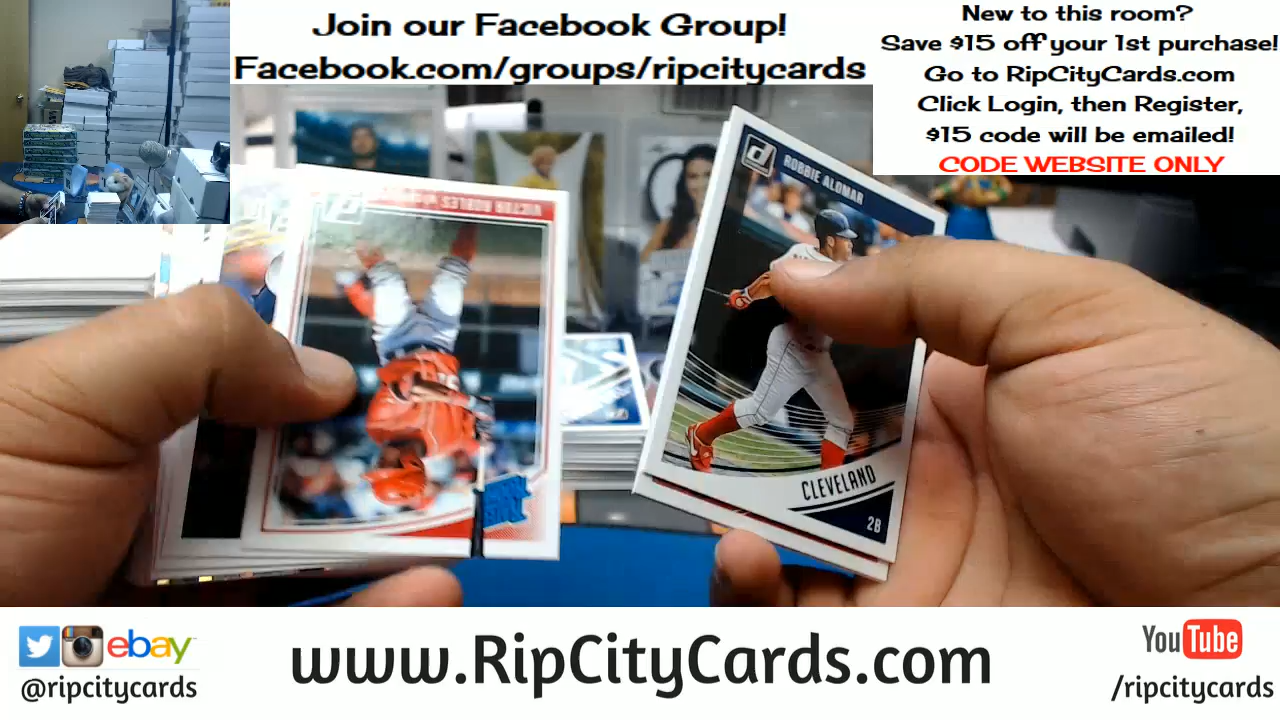 Join our Facebook Group!
Facebook.com/groups/ripcitycards
New to this room?
Save $15 off your 1st purchase!
Go to RipCityCards.com
Click Login, then Register,
$15 code will be emailed!
CODE WEBSITE ONLY
d
ROBBIE ALOMAR
CLEVELAND
2B
VICTOR ROBLES
ebay
@ripcitycards
www.RipCityCards.com
YouTube
/ripcitycards